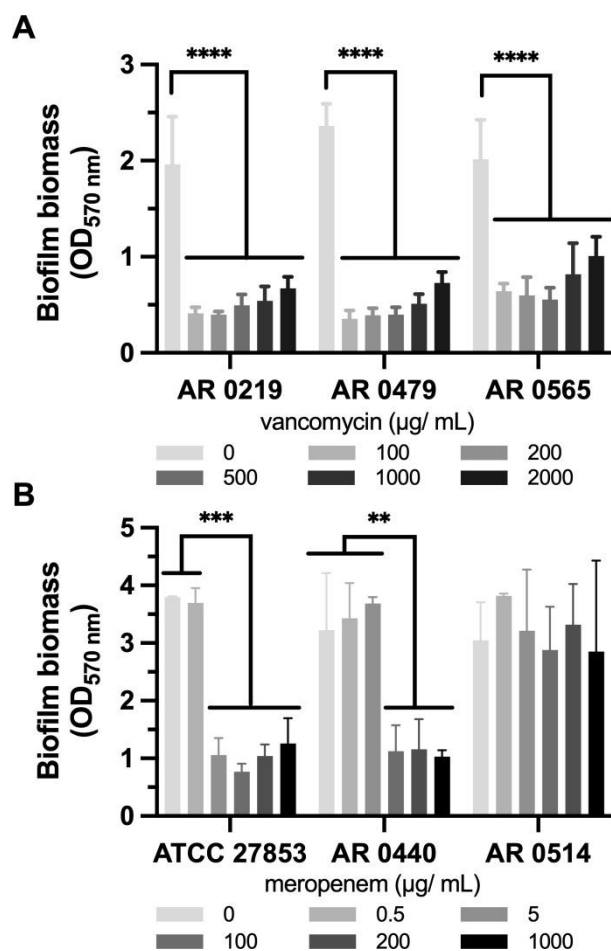 A
**** **** ****
3
2
1
0
Biofilm biomass
(OD570 nm)
AR 0219 AR 0479 AR 0565
vancomycin (µg/ mL)
0 100 200
500 1000 2000
B
*** **
5
4
3
2
1
0
Biofilm biomass
(OD570 nm)
ATCC 27853 AR 0440 AR 0514
meropenem (µg/ mL)
0 0.5 5
100 200 1000